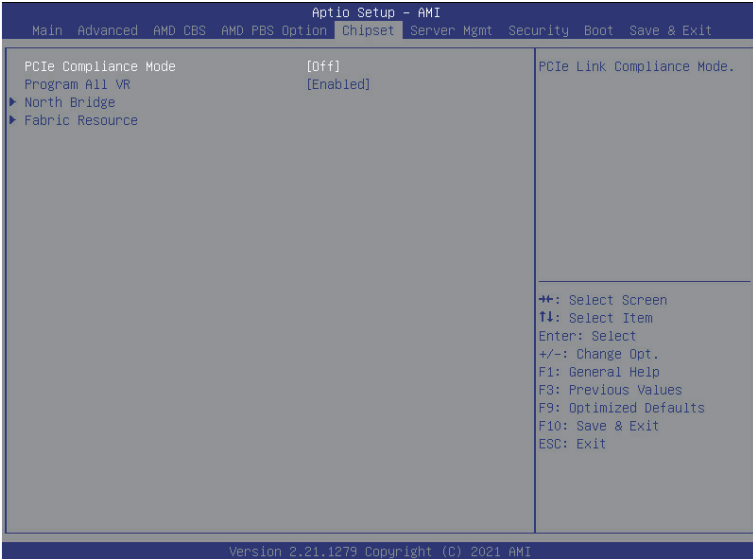 Aptio Setup – AMI
Main Advanced AMD CBS AMD PBS Option Chipset Server Mgmt Security Boot Save & Exit
PCIe Compliance Mode [Off]
Program All VR [Enabled]
▶ North Bridge
▶ Fabric Resource
PCIe Link Compliance Mode.
→←: Select Screen
↑↓: Select Item
Enter: Select
+/-: Change Opt.
F1: General Help
F3: Previous Values
F9: Optimized Defaults
F10: Save & Exit
ESC: Exit
Version 2.21.1279 Copyright (C) 2021 AMI